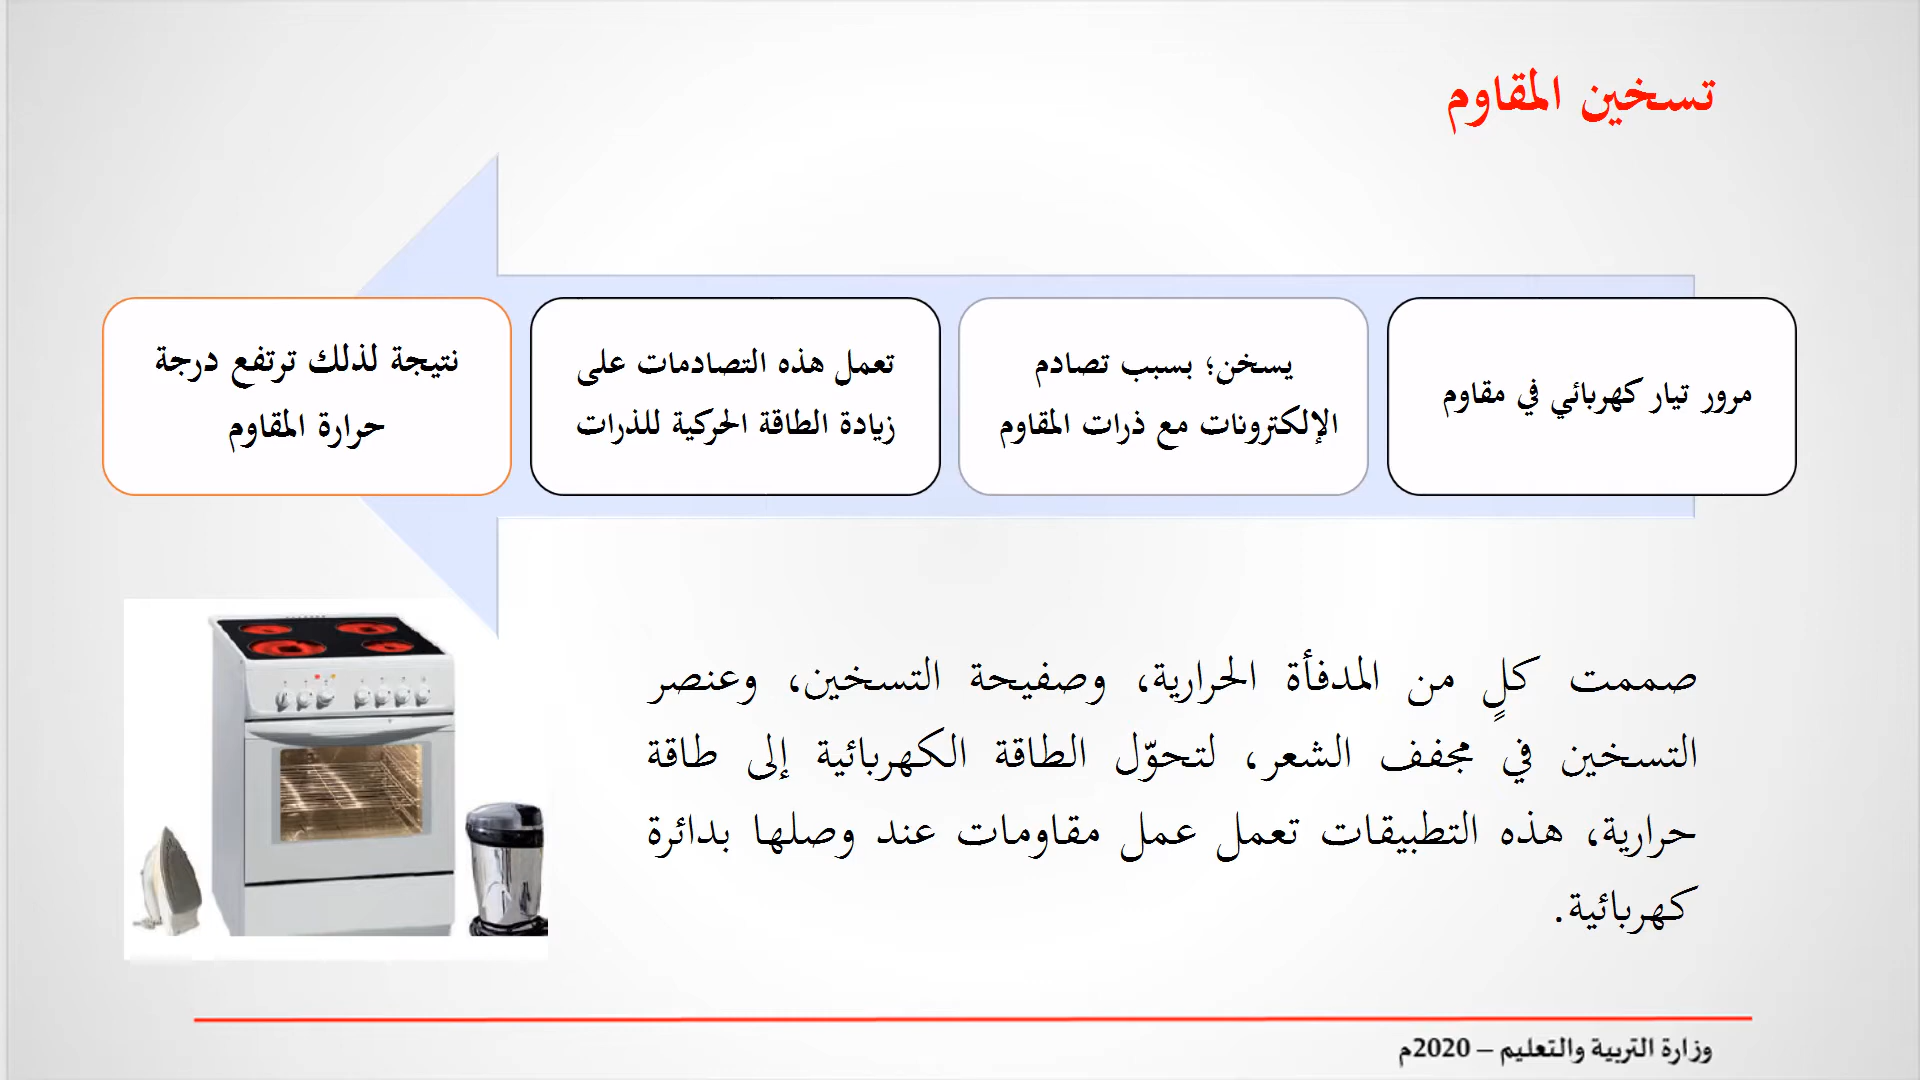 تسخين المقاوم
مرور تيار كهربائي في مقاوم
يسخن؛ بسبب تصادم
الإلكترونات مع ذرات المقاوم
تعمل هذه التصادمات على
زيادة الطاقة الحركية للذرات
نتيجة لذلك ترتفع درجة
حرارة المقاوم
صممت كلٍ من المدفأة الحرارية، وصفيحة التسخين، وعنصر
التسخين في مجفف الشعر، لتحوّل الطاقة الكهربائية إلى طاقة
حرارية، هذه التطبيقات تعمل عمل مقاومات عند وصلها بدائرة
كهربائية.
وزارة التربية والتعليم – 2020م